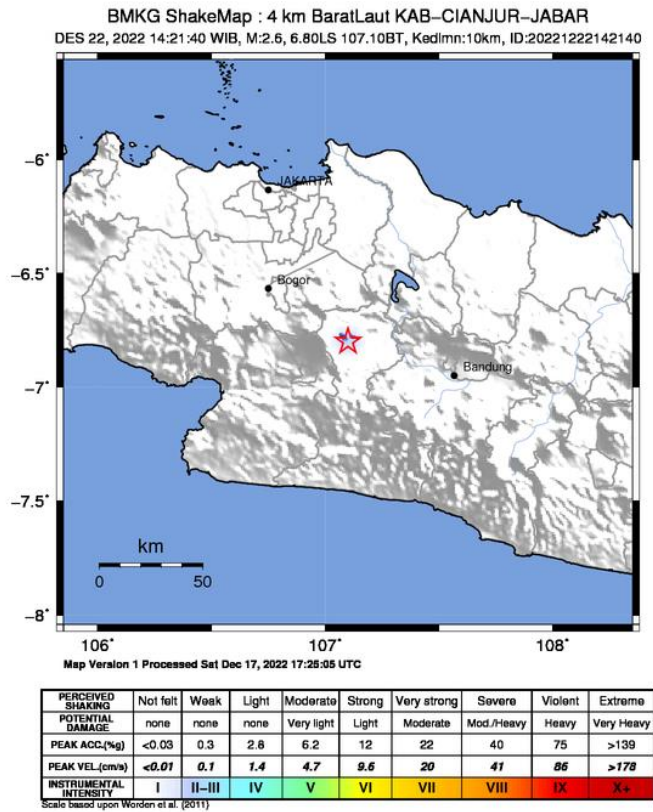 BMKG ShakeMap : 4 km BaratLaut KAB-CIANJUR-JABAR
DES 22, 2022 14:21:40 WIB, M:2.6, 6.80LS 107.10BT, Kedlmn:10km, ID:20221222142140
-6°
JAKARTA
-6.5°
Bogor
-7°
Bandung
-7.5°
km
0 50
-8°
106° 107° 108°
Map Version 1 Processed Sat Dec 17, 2022 17:25:05 UTC
PERCEIVED SHAKING Not felt Weak Light Moderate Strong Very strong Severe Violent Extreme
POTENTIAL DAMAGE none none none Very light Light Moderate Mod./Heavy Heavy Very Heavy
PEAK ACC.(%g) <0.03 0.3 2.8 6.2 12 22 40 75 >139
PEAK VEL.(cm/s) <0.01 0.1 1.4 4.7 9.6 20 41 86 >178
INSTRUMENTAL INTENSITY I II-III IV V VI VII VIII IX X+
Scale based upon Worden et al. (2011)